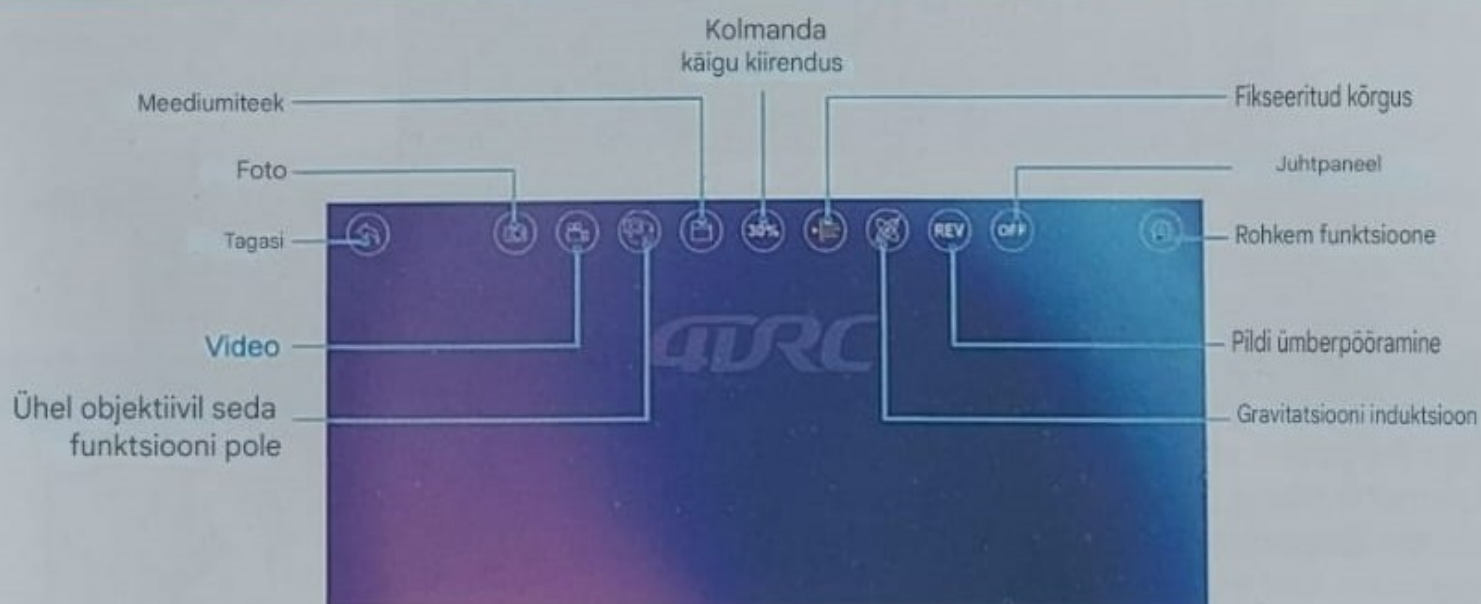 Kolmanda
käigu kiirendus
Meediumiteek
Fikseeritud kõrgus
Foto
Juhtpaneel
Tagasi
30%
REV
OFF
Rohkem funktsioone
4DRC
Video
Pildi ümberpööramine
Ühel objektiivil seda
funktsiooni pole
Gravitatsiooni induktsioon